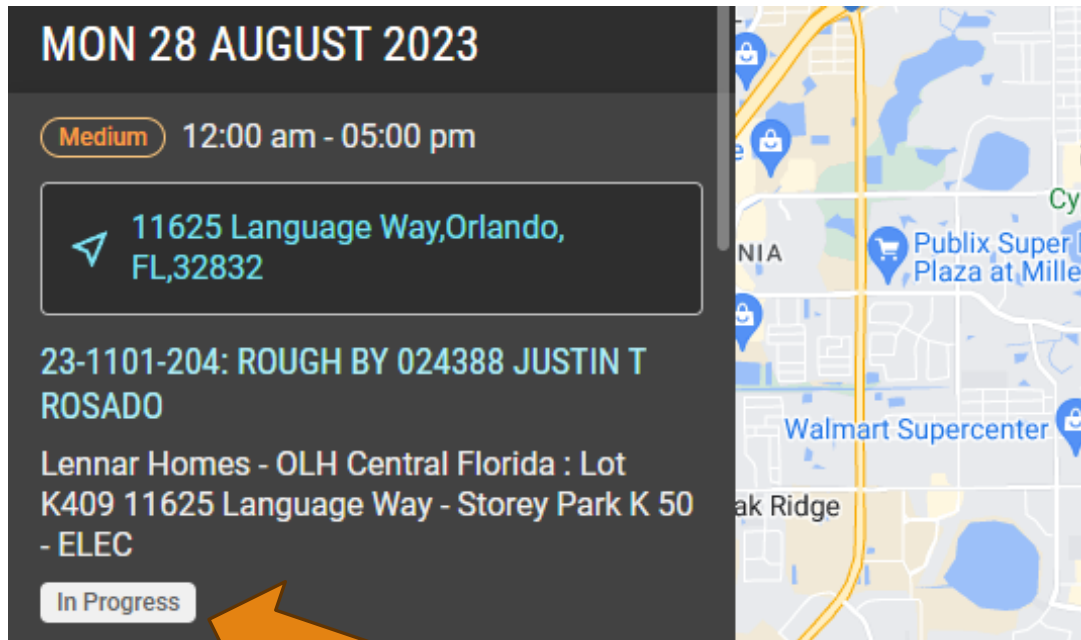 MON 28 AUGUST 2023
Medium 12:00 am - 05:00 pm
11625 Language Way,Orlando,
FL,32832
23-1101-204: ROUGH BY 024388 JUSTIN T
ROSADO
Lennar Homes - OLH Central Florida : Lot
K409 11625 Language Way - Storey Park K 50
- ELEC
In Progress
Cy
NIA
Publix Super
Plaza at Mille
Walmart Supercenter
ak Ridge